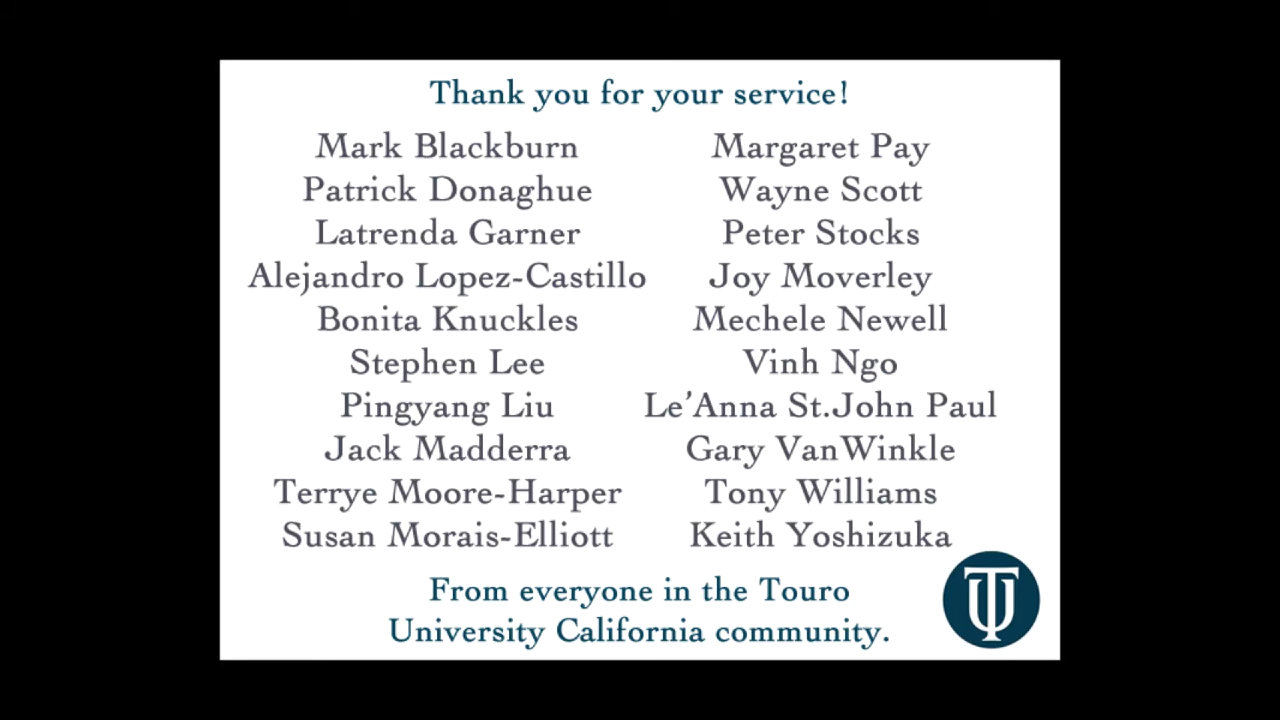 Thank you for your service!
Mark Blackburn
Patrick Donaghue
Latrenda Garner
Alejandro Lopez-Castillo
Bonita Knuckles
Stephen Lee
Pingyang Liu
Jack Madderra
Terrye Moore-Harper
Susan Morais-Elliott
Margaret Pay
Wayne Scott
Peter Stocks
Joy Moverley
Mechele Newell
Vinh Ngo
Le’Anna St.John Paul
Gary VanWinkle
Tony Williams
Keith Yoshizuka
From everyone in the Touro
University California community.
TU